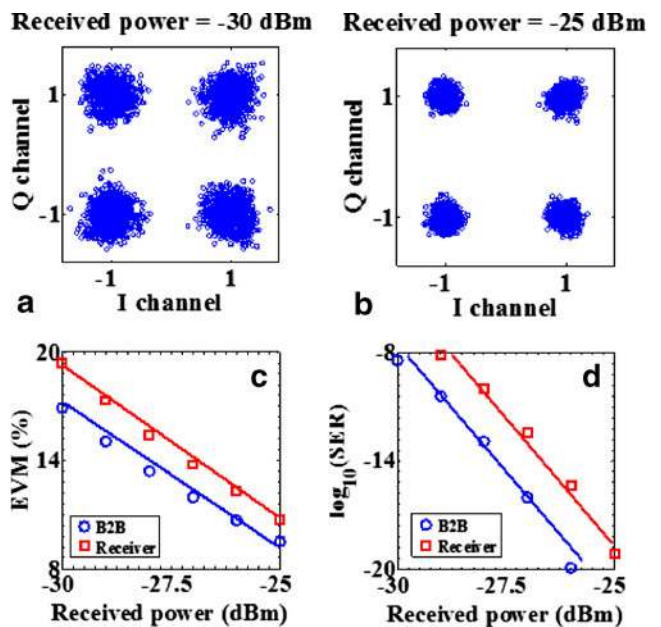 Received power = -30 dBm
Received power = -25 dBm
Q channel
1
-1
-1
1
I channel
a
Q channel
1
-1
-1
1
I channel
b
c
EVM (%)
20
14
8
B2B
Receiver
-30
-27.5
-25
Received power (dBm)
d
log10(SER)
-8
-14
-20
B2B
Receiver
-30
-27.5
-25
Received power (dBm)